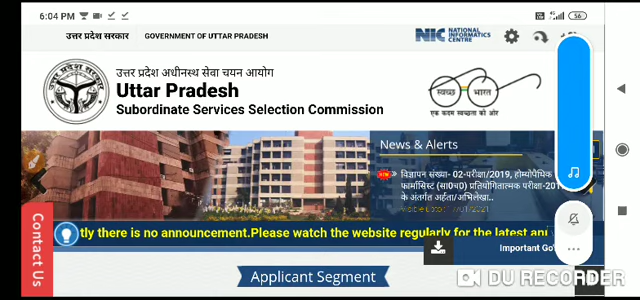 6:04 PM
56
उत्तर प्रदेश सरकार
GOVERNMENT OF UTTAR PRADESH
NIC NATIONAL INFORMATICS CENTRE
उत्तर प्रदेश अधीनस्थ सेवा चयन आयोग
Uttar Pradesh
Subordinate Services Selection Commission
स्वच्छ भारत
एक कदम स्वच्छता की ओर
News & Alerts
विज्ञापन संख्या- 02-परीक्षा/2019, होम्योपैथिक
फार्मासिस्ट (सा0च0) प्रतियोगितात्मक परीक्षा-201
के अंतर्गत अर्हता/अभिलेख..
tly there is no announcement.Please watch the website regularly for the latest ann
Contact Us
Important Go
Applicant Segment
DU RECORDER